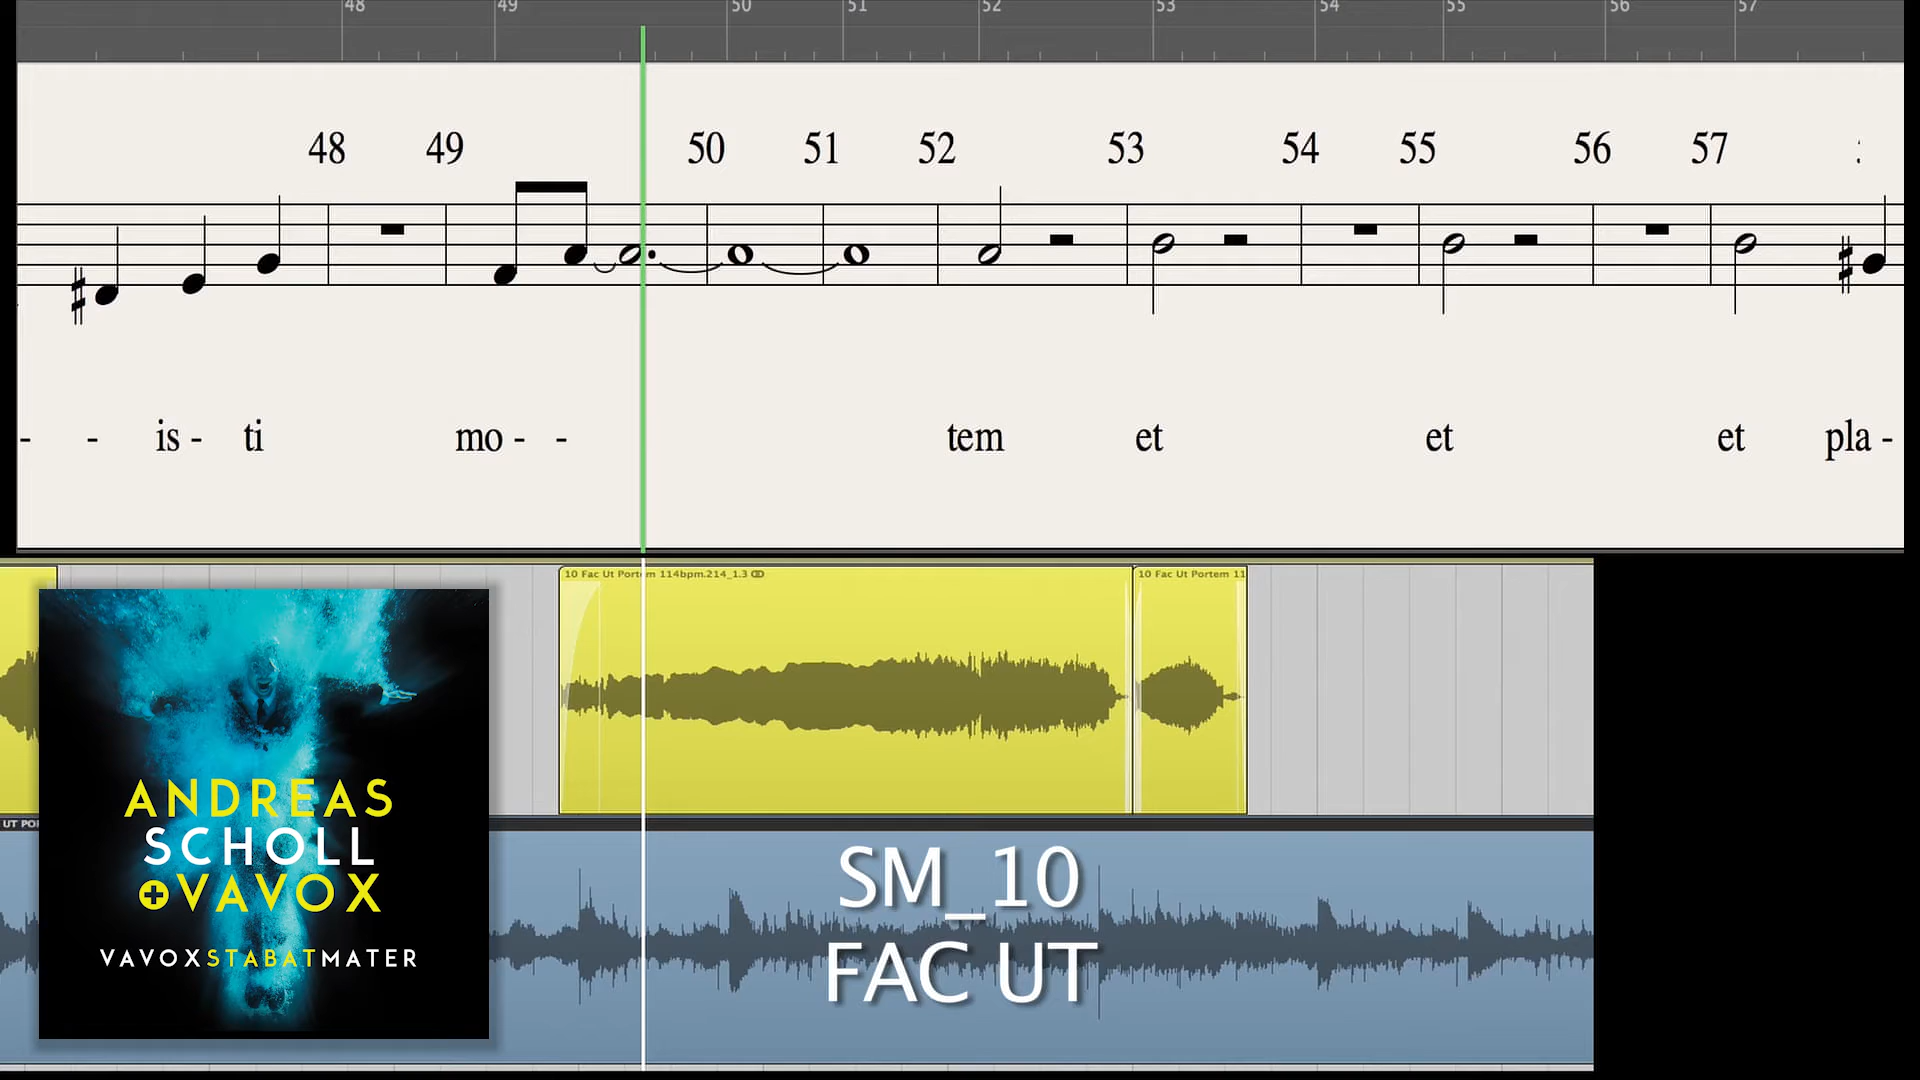 48 49 50 51 52 53 54 55 56 57
48 49 50 51 52 53 54 55 56 57
- - is - ti mo - - tem et et et pla -
10 Fac Ut Portem 114bpm.214_1.3 10 Fac Ut Portem 11
UT POR
ANDREAS
SCHOLL
+VAVOX
VAVOXSTABATMATER
SM_10
FAC UT